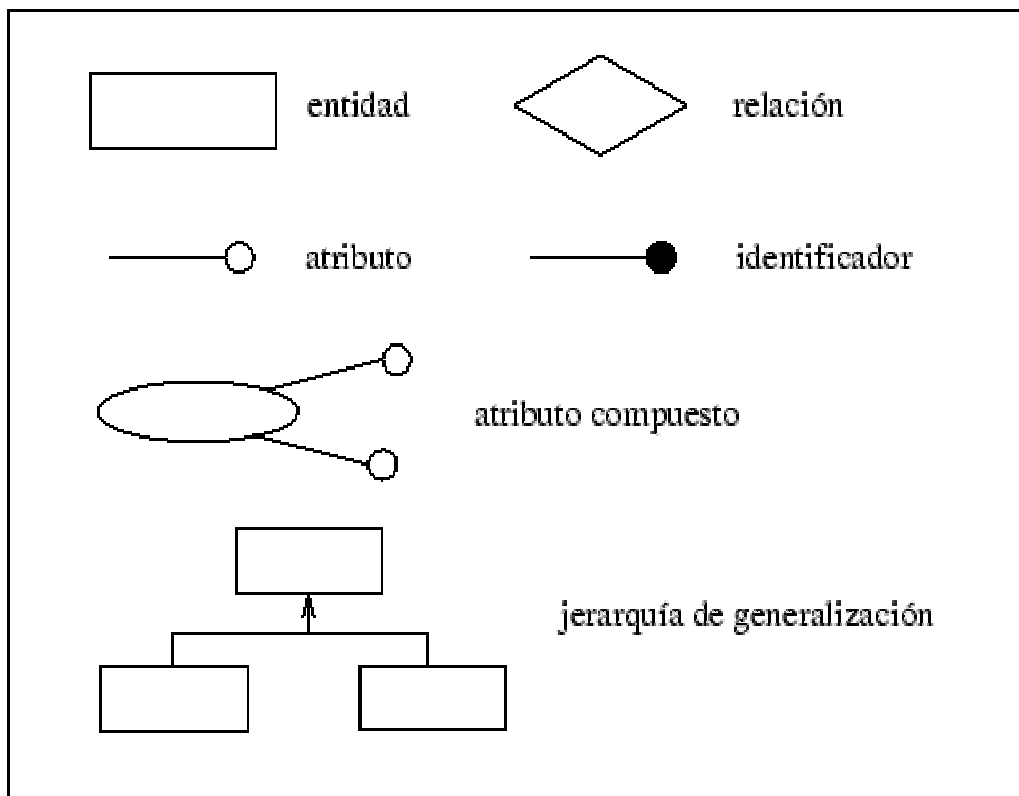 entidad
relación
atributo
identificador
atributo compuesto
jerarquía de generalización